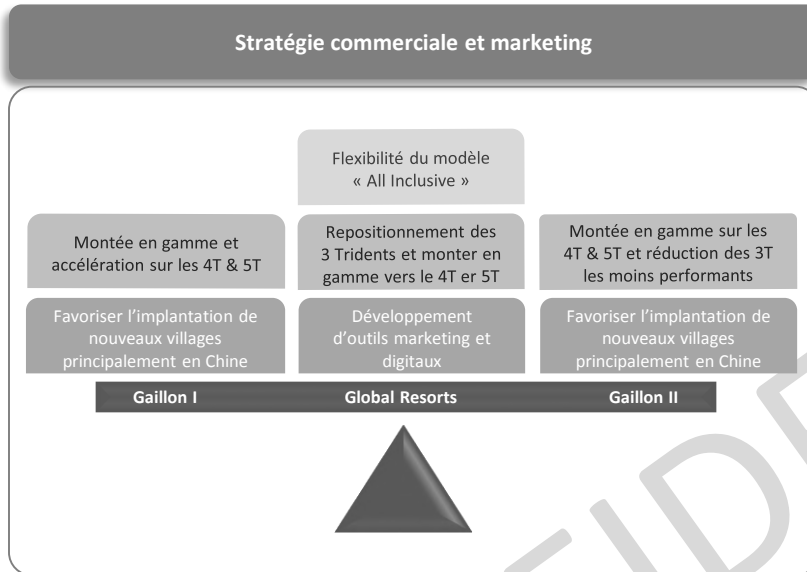 Stratégie commerciale et marketing
Flexibilité du modèle
« All Inclusive »
Montée en gamme et
accélération sur les 4T & 5T
Repositionnement des
3 Tridents et monter en
gamme vers le 4T er 5T
Montée en gamme sur les
4T & 5T et réduction des 3T
les moins performants
Favoriser l'implantation de
nouveaux villages
principalement en Chine
Développement
d'outils marketing et
digitaux
Favoriser l'implantation de
nouveaux villages
principalement en Chine
Gaillon I
Global Resorts
Gaillon II